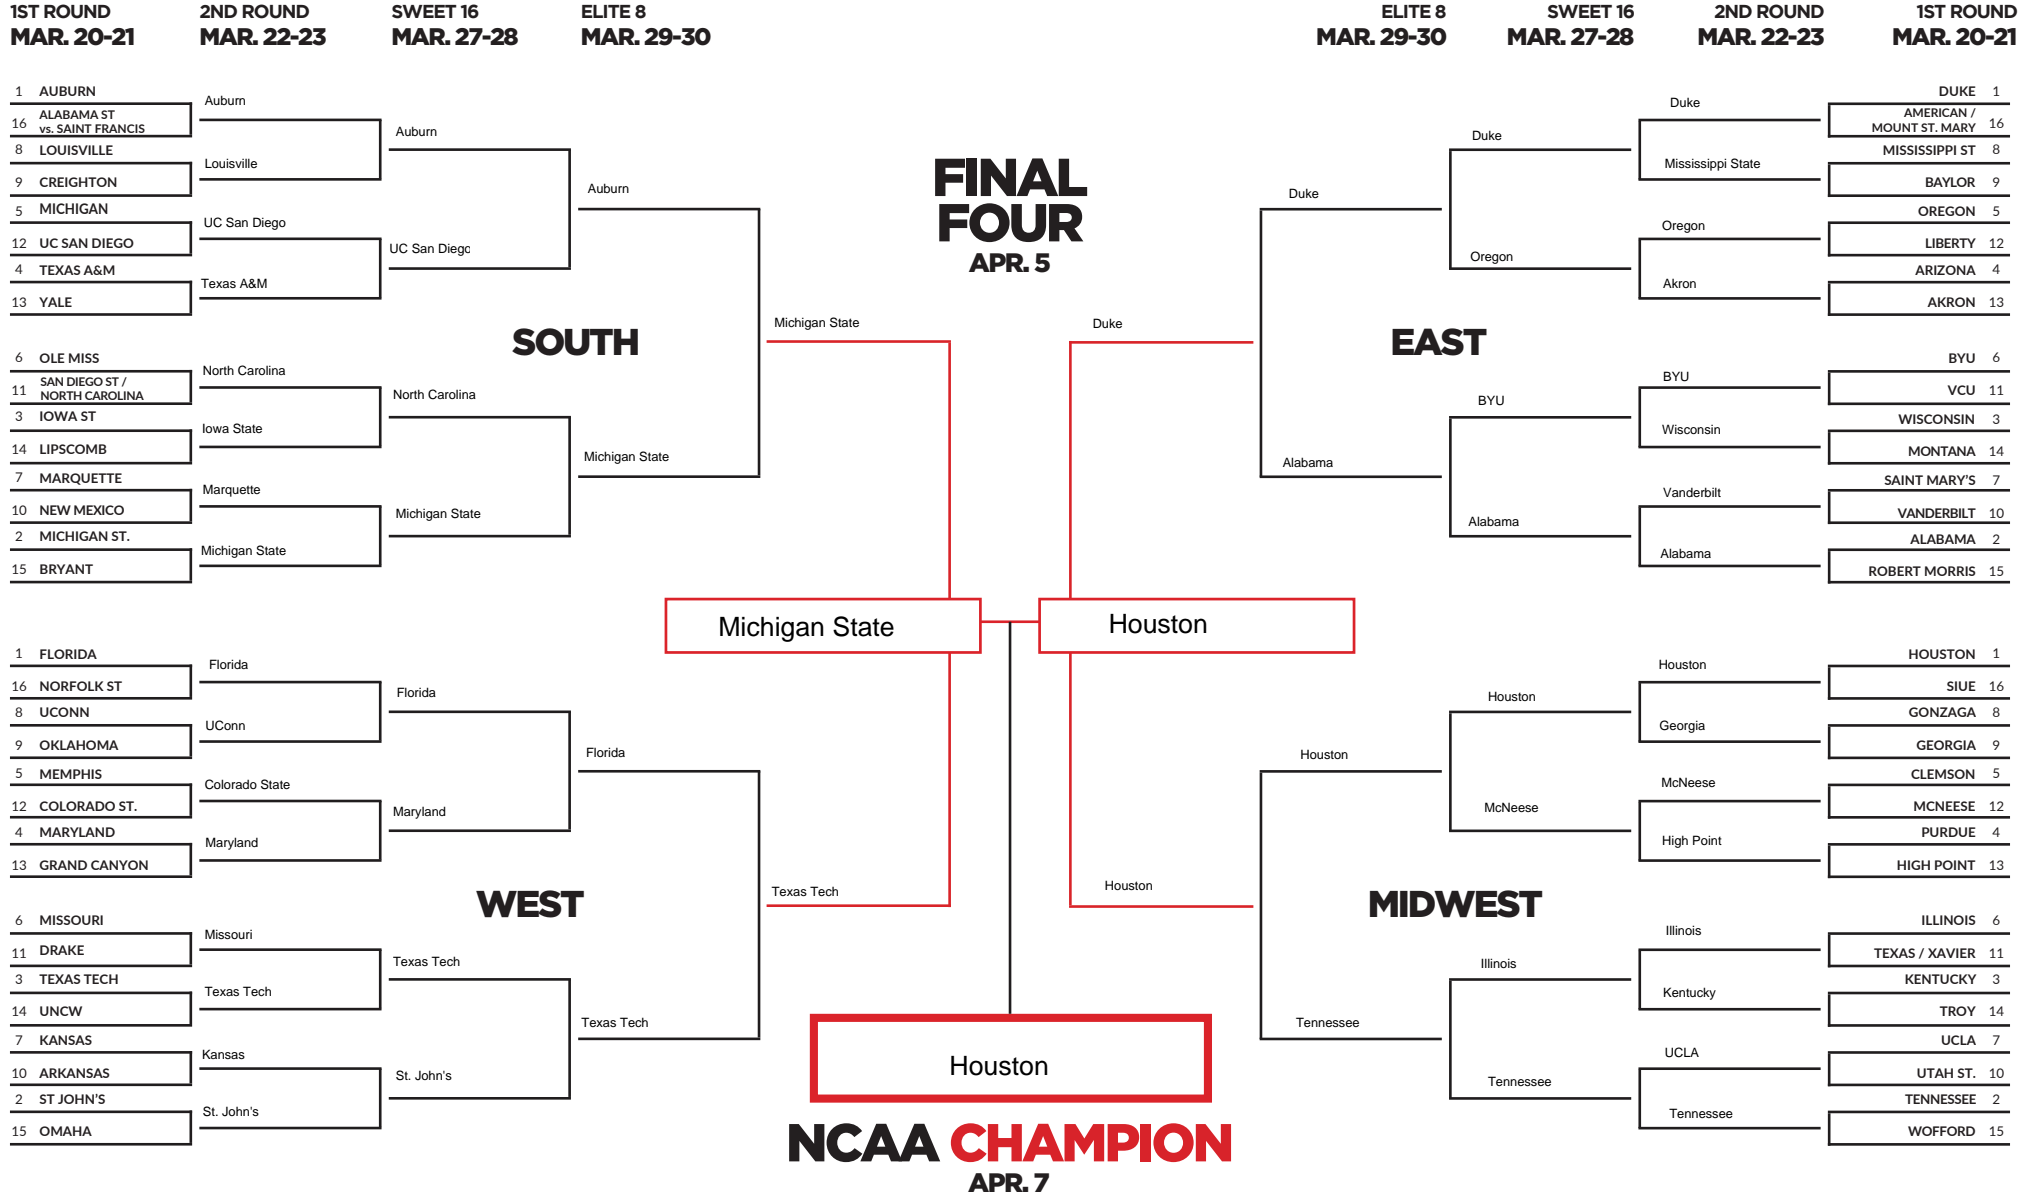 1ST ROUND
MAR. 20-21
2ND ROUND
MAR. 22-23
SWEET 16
MAR. 27-28
ELITE 8
MAR. 29-30
ELITE 8
MAR. 29-30
SWEET 16
MAR. 27-28
2ND ROUND
MAR. 22-23
1ST ROUND
MAR. 20-21
1 AUBURN
16 ALABAMA ST
vs. SAINT FRANCIS
8 LOUISVILLE
9 CREIGHTON
5 MICHIGAN
12 UC SAN DIEGO
4 TEXAS A&M
13 YALE
6 OLE MISS
11 SAN DIEGO ST /
NORTH CAROLINA
3 IOWA ST
14 LIPSCOMB
7 MARQUETTE
10 NEW MEXICO
2 MICHIGAN ST.
15 BRYANT
Auburn
Louisville
UC San Diego
Texas A&M
North Carolina
Iowa State
Marquette
Michigan State
Auburn
UC San Diego
North Carolina
Michigan State
Auburn
Michigan State
SOUTH
Michigan State
1 FLORIDA
16 NORFOLK ST
8 UCONN
9 OKLAHOMA
5 MEMPHIS
12 COLORADO ST.
4 MARYLAND
13 GRAND CANYON
6 MISSOURI
11 DRAKE
3 TEXAS TECH
14 UNCW
7 KANSAS
10 ARKANSAS
2 ST JOHN'S
15 OMAHA
Florida
UConn
Colorado State
Maryland
Missouri
Texas Tech
Kansas
St. John's
Florida
Maryland
Texas Tech
St. John's
Florida
Texas Tech
WEST
Texas Tech
FINAL
FOUR
APR. 5
Michigan State
Houston
Houston
NCAA CHAMPION
APR. 7
Duke
EAST
Duke
Alabama
Duke
Oregon
BYU
Alabama
Duke
Mississippi State
Oregon
Akron
BYU
Wisconsin
Vanderbilt
Alabama
DUKE 1
AMERICAN /
MOUNT ST. MARY 16
MISSISSIPPI ST 8
BAYLOR 9
OREGON 5
LIBERTY 12
ARIZONA 4
AKRON 13
BYU 6
VCU 11
WISCONSIN 3
MONTANA 14
SAINT MARY'S 7
VANDERBILT 10
ALABAMA 2
ROBERT MORRIS 15
Houston
MIDWEST
Houston
Tennessee
Houston
McNeese
Illinois
Tennessee
Houston
Georgia
McNeese
High Point
Illinois
Kentucky
UCLA
Tennessee
HOUSTON 1
SIUE 16
GONZAGA 8
GEORGIA 9
CLEMSON 5
MCNEESE 12
PURDUE 4
HIGH POINT 13
ILLINOIS 6
TEXAS / XAVIER 11
KENTUCKY 3
TROY 14
UCLA 7
UTAH ST. 10
TENNESSEE 2
WOFFORD 15